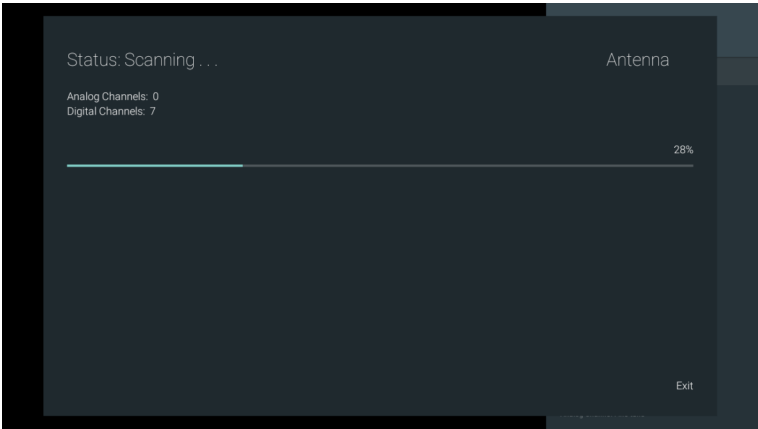 Status: Scanning . . .
Antenna
Analog Channels: 0
Digital Channels: 7
28%
Exit